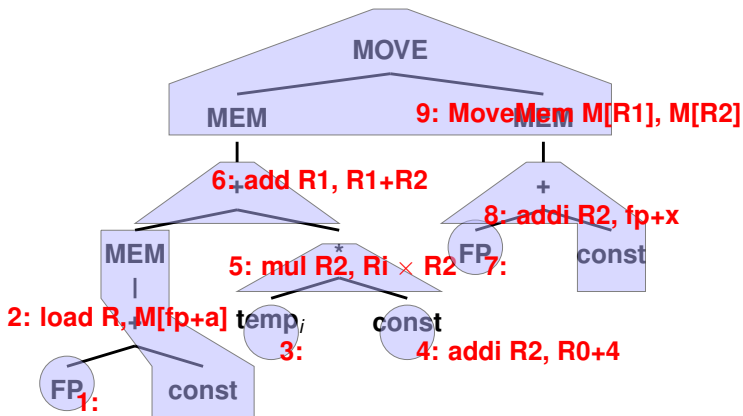 MOVE
MEM 9: MoveMem M[R1], M[R2] MEM
6: add R1, R1+R2
+ +
8: addi R2, fp+x
MEM * FP const
5: mul R2, Ri × R2 7:
|
2: load R, M[fp+a] temp_i const
+
3: 4: addi R2, R0+4
FP const
1: